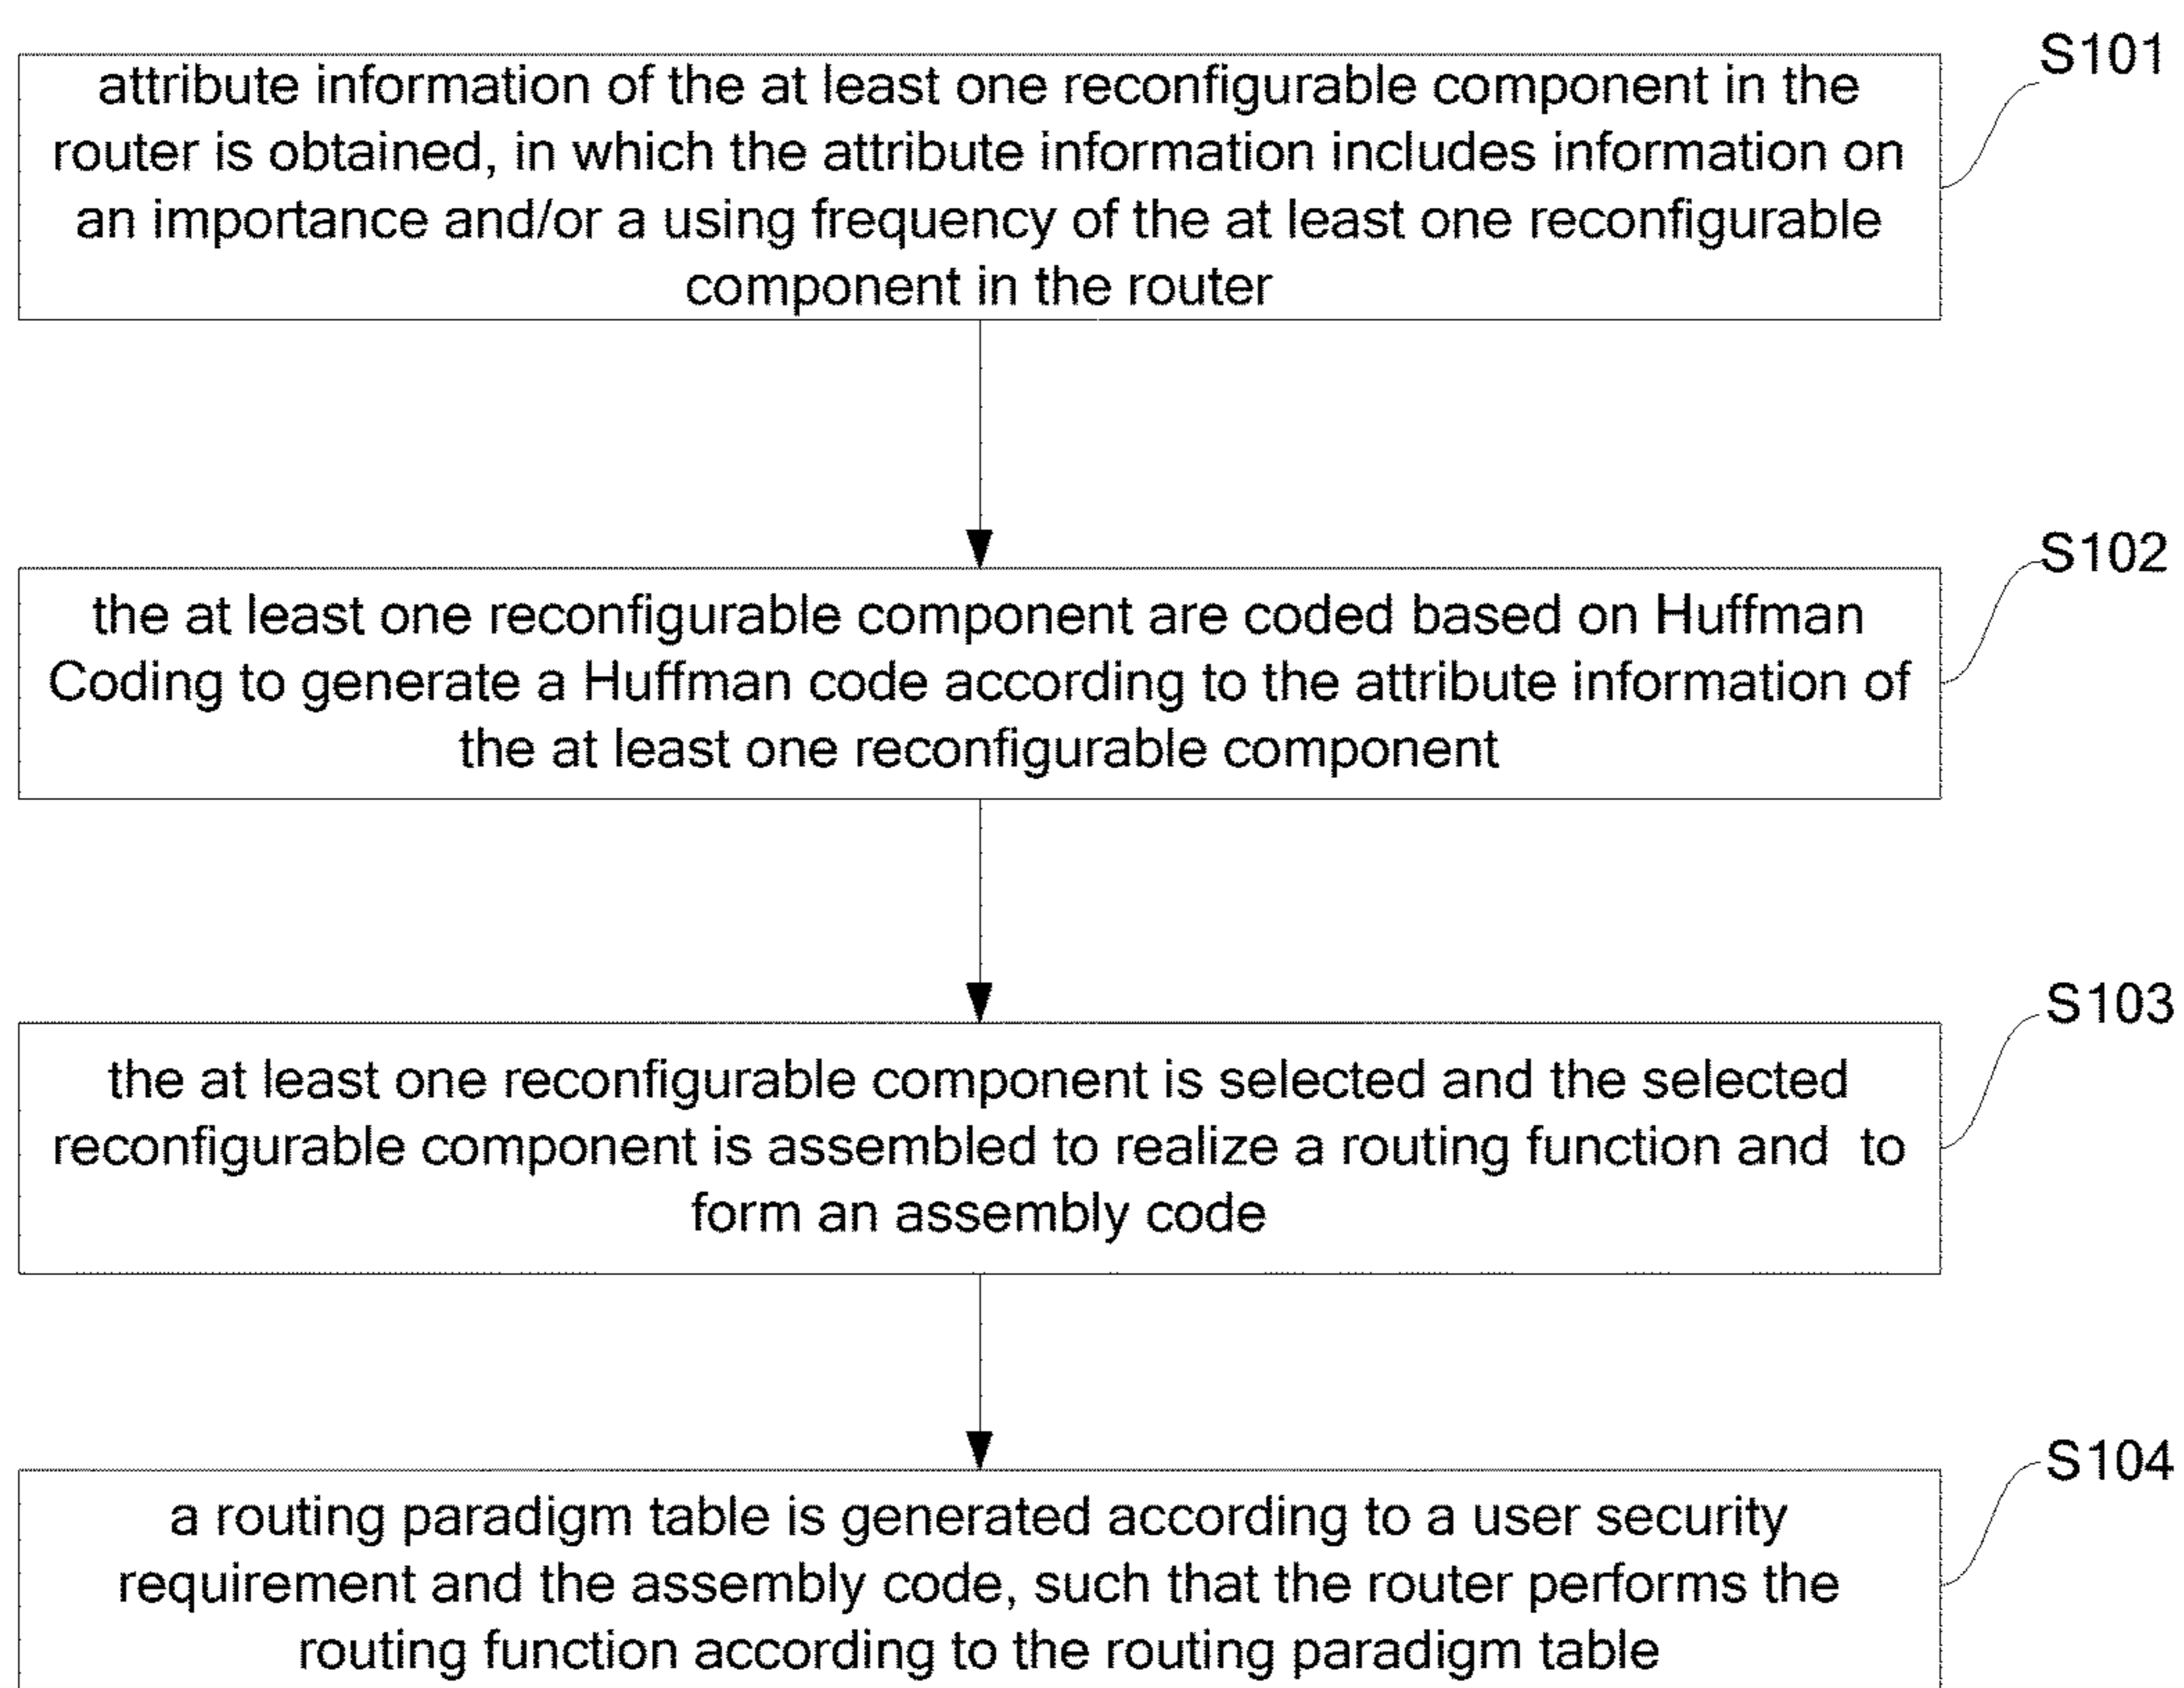 S101
attribute information of the at least one reconfigurable component in the
router is obtained, in which the attribute information includes information on
an importance and/or a using frequency of the at least one reconfigurable
component in the router
S102
the at least one reconfigurable component are coded based on Huffman
Coding to generate a Huffman code according to the attribute information of
the at least one reconfigurable component
S103
the at least one reconfigurable component is selected and the selected
reconfigurable component is assembled to realize a routing function and  to
form an assembly code
S104
a routing paradigm table is generated according to a user security
requirement and the assembly code, such that the router performs the
routing function according to the routing paradigm table